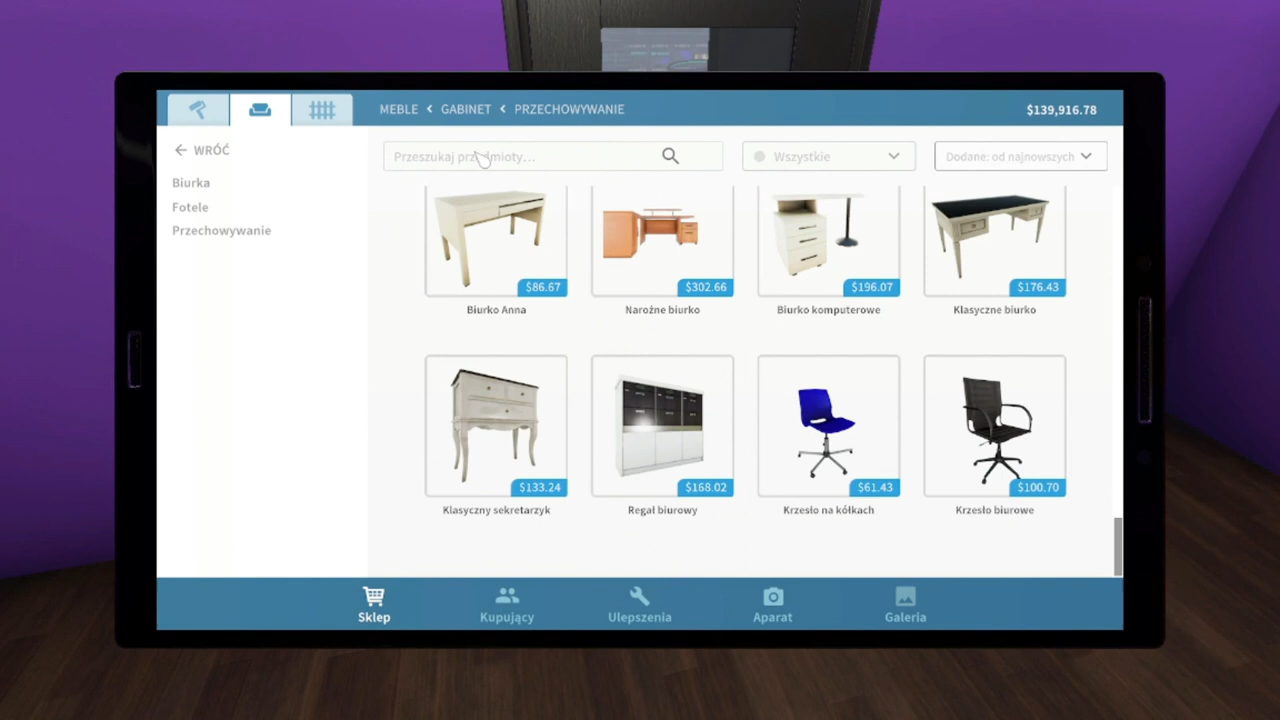 MEBLE < GABINET < PRZECHOWYWANIE
$139,916.78
WRÓĆ
Biurka
Fotele
Przechowywanie
Przeszukaj przedmioty...
Wszystkie
Dodane: od najnowszych
$86.67
$302.66
$196.07
$176.43
Biurko Anna
Narożne biurko
Biurko komputerowe
Klasyczne biurko
$133.24
$168.02
$61.43
$100.70
Klasyczny sekretarzyk
Regał biurowy
Krzesło na kółkach
Krzesło biurowe
Sklep
Kupujący
Ulepszenia
Aparat
Galeria